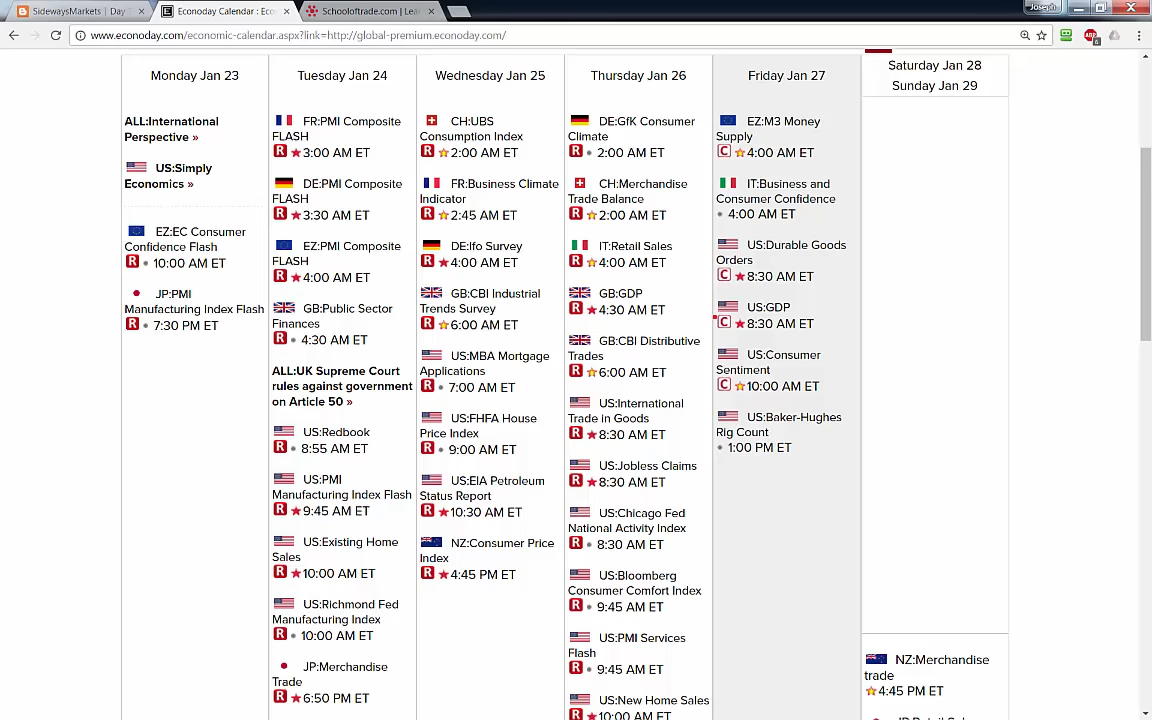 SidewaysMarkets | Day T
Econoday Calendar : Eco
Schooloftrade.com | Lea
Joseph
www.econoday.com/economic-calendar.aspx?link=http://global-premium.econoday.com/
Monday Jan 23
ALL:International
Perspective »
US:Simply
Economics »
EZ:EC Consumer
Confidence Flash
R 10:00 AM ET
JP:PMI
Manufacturing Index Flash
R 7:30 PM ET
Tuesday Jan 24
FR:PMI Composite
FLASH
R 3:00 AM ET
DE:PMI Composite
FLASH
R 3:30 AM ET
EZ:PMI Composite
FLASH
R 4:00 AM ET
GB:Public Sector
Finances
R 4:30 AM ET
ALL:UK Supreme Court
rules against government
on Article 50 »
US:Redbook
R 8:55 AM ET
US:PMI
Manufacturing Index Flash
R 9:45 AM ET
US:Existing Home
Sales
R 10:00 AM ET
US:Richmond Fed
Manufacturing Index
R 10:00 AM ET
JP:Merchandise
Trade
R 6:50 PM ET
Wednesday Jan 25
CH:UBS
Consumption Index
R 2:00 AM ET
FR:Business Climate
Indicator
R 2:45 AM ET
DE:Ifo Survey
R 4:00 AM ET
GB:CBI Industrial
Trends Survey
R 6:00 AM ET
US:MBA Mortgage
Applications
R 7:00 AM ET
US:FHFA House
Price Index
R 9:00 AM ET
US:EIA Petroleum
Status Report
R 10:30 AM ET
NZ:Consumer Price
Index
R 4:45 PM ET
Thursday Jan 26
DE:GfK Consumer
Climate
R 2:00 AM ET
CH:Merchandise
Trade Balance
R 2:00 AM ET
IT:Retail Sales
R 4:00 AM ET
GB:GDP
R 4:30 AM ET
GB:CBI Distributive
Trades
R 6:00 AM ET
US:International
Trade in Goods
R 8:30 AM ET
US:Jobless Claims
R 8:30 AM ET
US:Chicago Fed
National Activity Index
R 8:30 AM ET
US:Bloomberg
Consumer Comfort Index
R 9:45 AM ET
US:PMI Services
Flash
R 9:45 AM ET
US:New Home Sales
R 10:00 AM ET
Friday Jan 27
EZ:M3 Money
Supply
C 4:00 AM ET
IT:Business and
Consumer Confidence
4:00 AM ET
US:Durable Goods
Orders
C 8:30 AM ET
US:GDP
C 8:30 AM ET
US:Consumer
Sentiment
C 10:00 AM ET
US:Baker-Hughes
Rig Count
1:00 PM ET
Saturday Jan 28
Sunday Jan 29
NZ:Merchandise
trade
4:45 PM ET